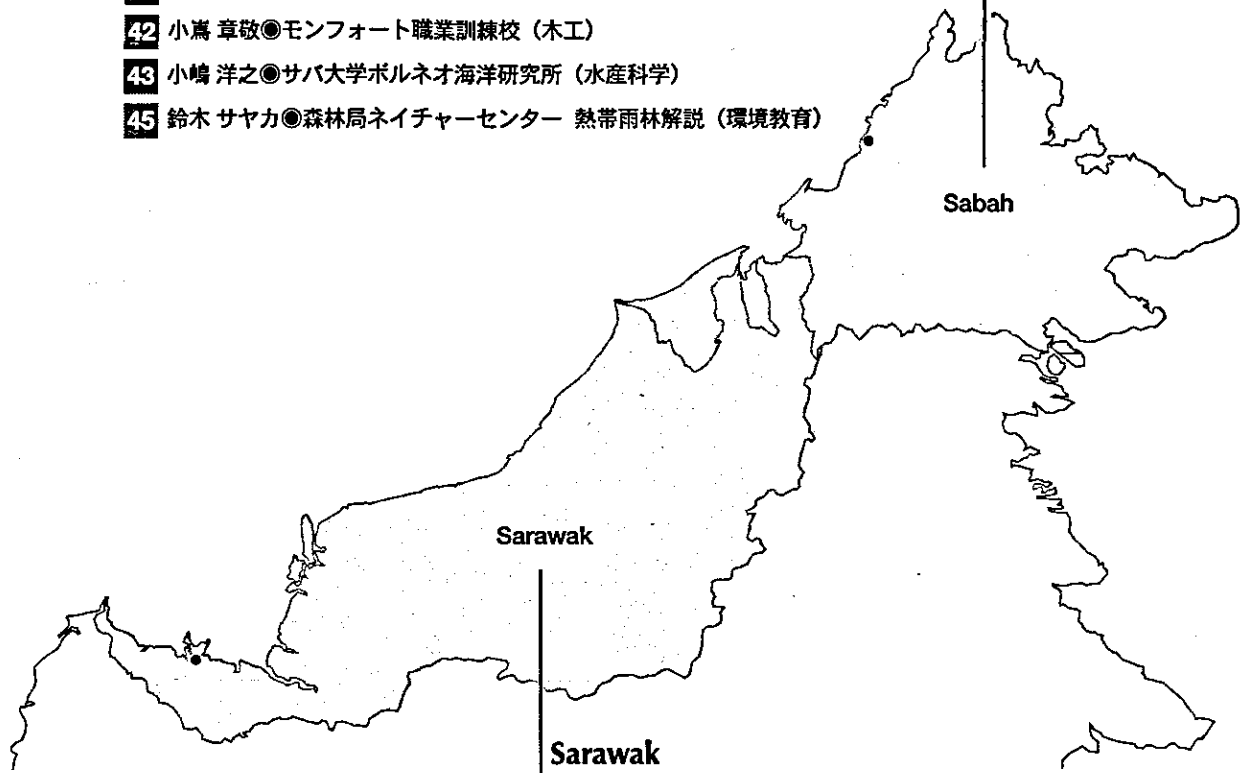 42 小嶌 章敬◉モンフォート職業訓練校（木工）
43 小嶋 洋之◉サバ大学ボルネオ海洋研究所（水産科学）
45 鈴木 サヤカ◉森林局ネイチャーセンター 熱帯雨林解説（環境教育）
Sabah
Sarawak
Sarawak